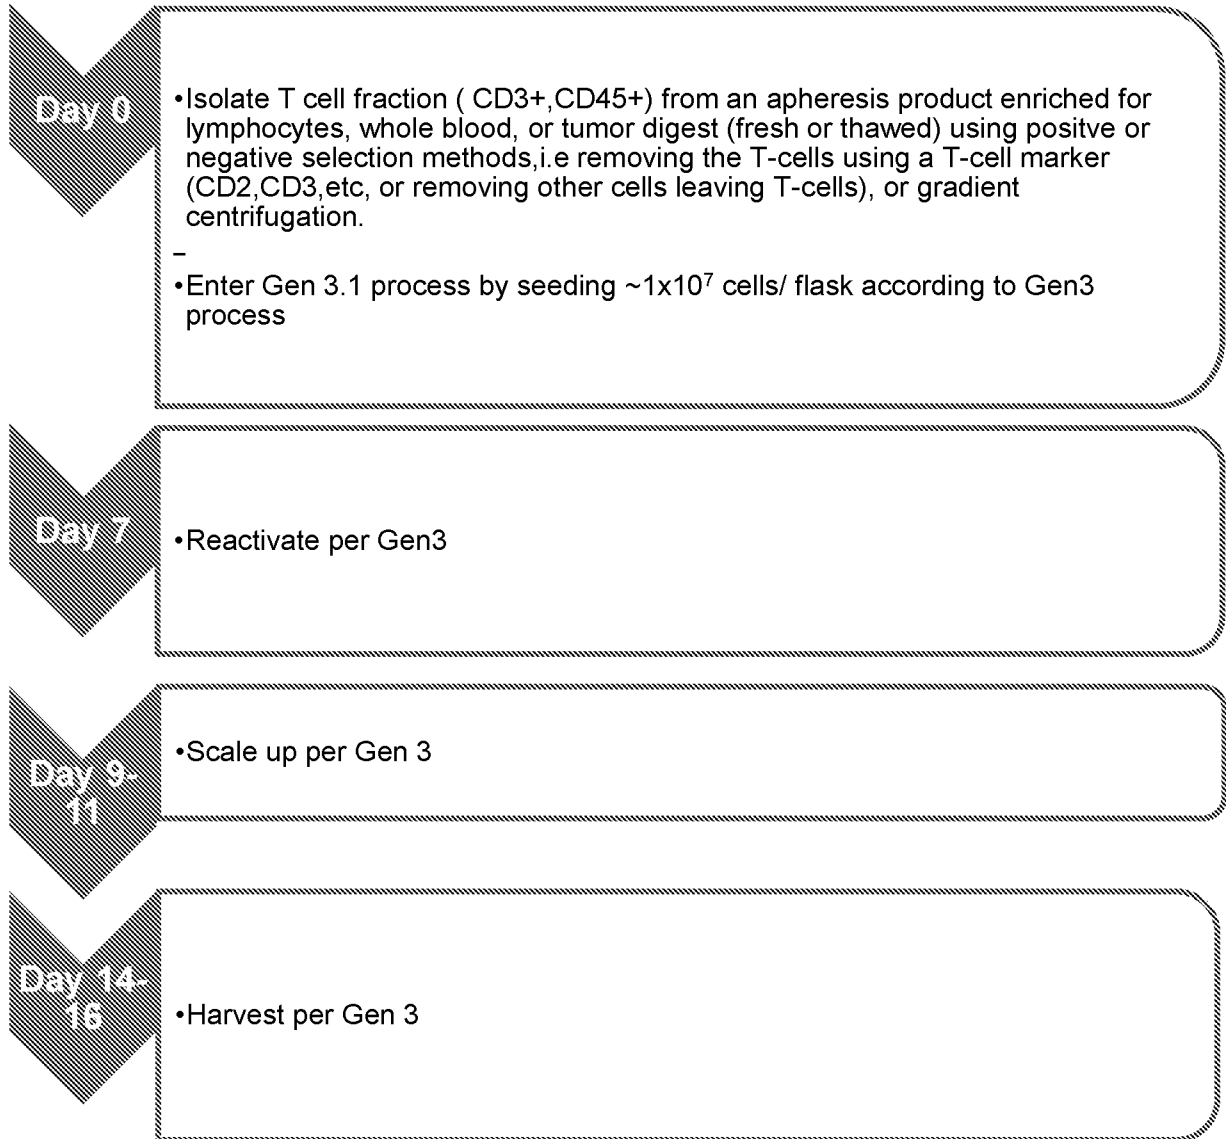 Day 0
•Isolate T cell fraction ( CD3+,CD45+) from an apheresis product enriched for
lymphocytes, whole blood, or tumor digest (fresh or thawed) using positve or
negative selection methods,i.e removing the T-cells using a T-cell marker
(CD2,CD3,etc, or removing other cells leaving T-cells), or gradient
centrifugation.
–
•Enter Gen 3.1 process by seeding ~1x10⁷ cells/ flask according to Gen3
process
Day 7
•Reactivate per Gen3
Day 9-
11
•Scale up per Gen 3
Day 14-
16
•Harvest per Gen 3